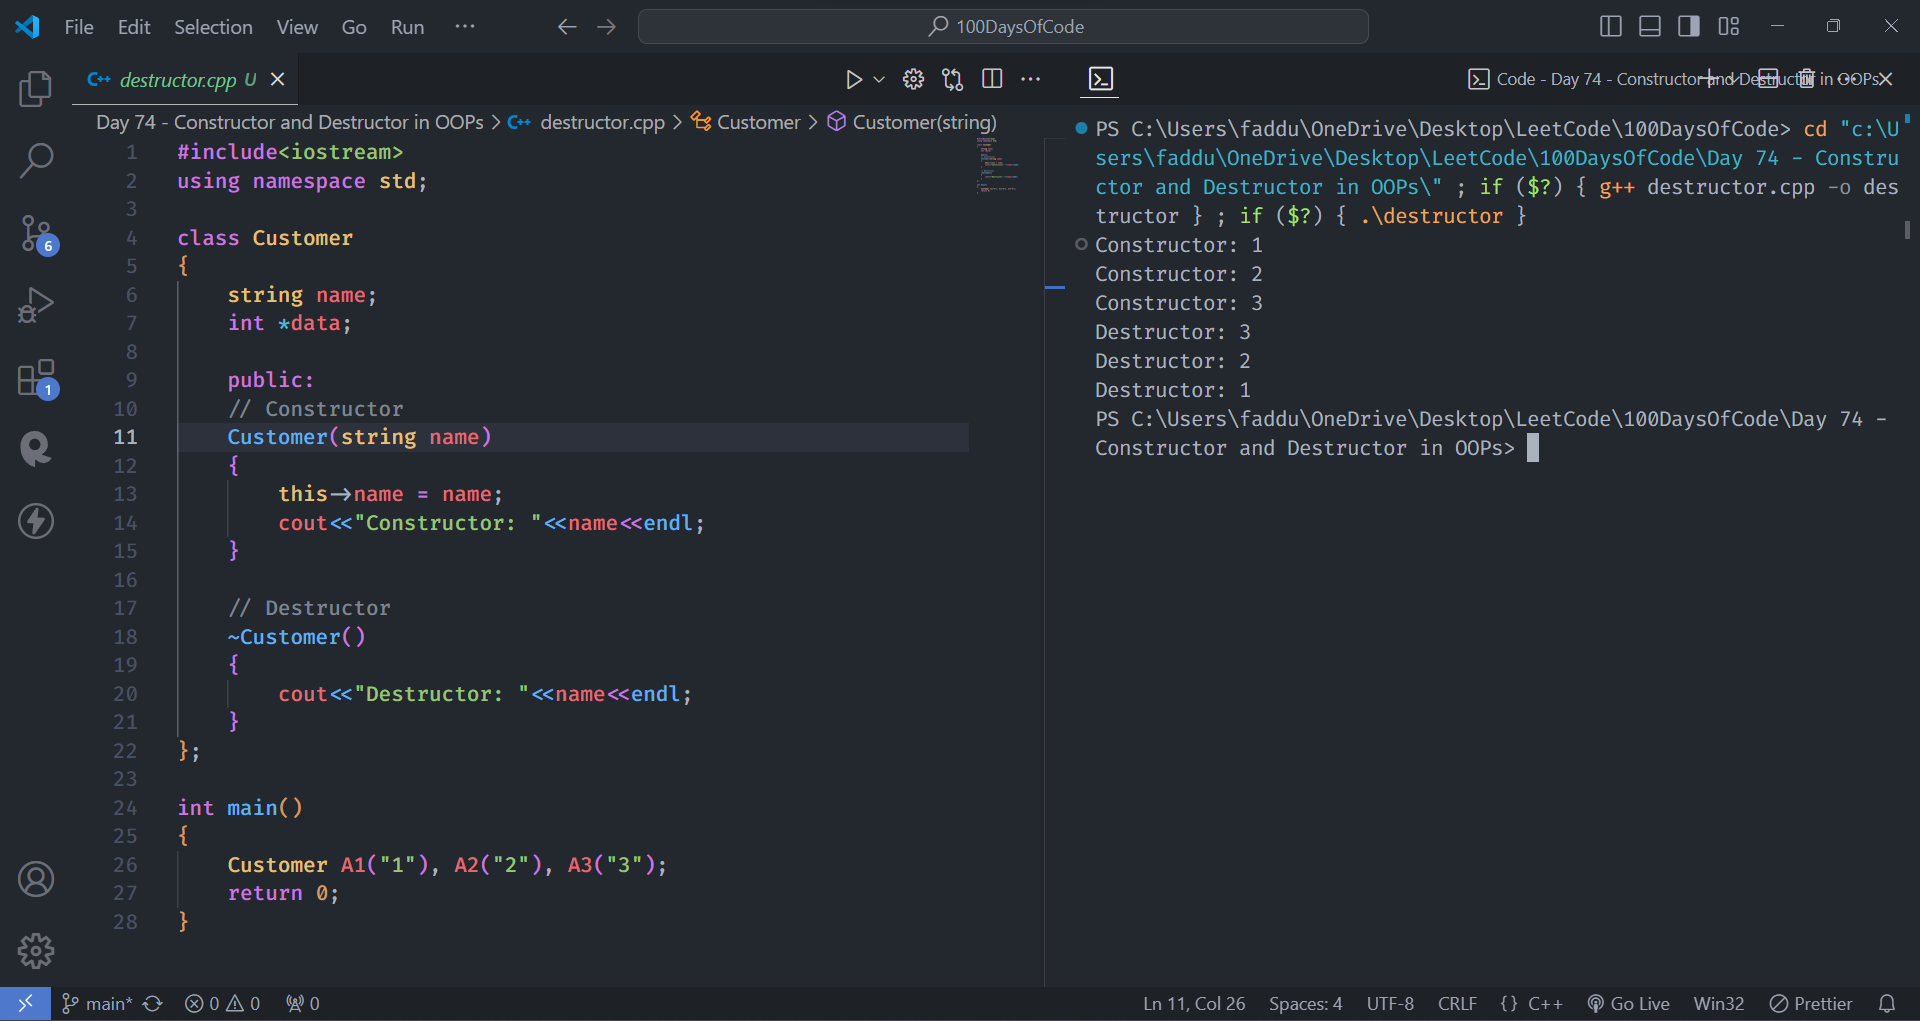 File Edit Selection View Go Run ··· 100DaysOfCode
destructor.cpp U
Code - Day 74 - Constructor and Destructor in OOPs
Day 74 - Constructor and Destructor in OOPs > destructor.cpp > Customer > Customer(string)
1 #include<iostream>
2 using namespace std;
3
4 class Customer
5 {
6 string name;
7 int *data;
8
9 public:
10 // Constructor
11 Customer(string name)
12 {
13 this->name = name;
14 cout<<"Constructor: "<<name<<endl;
15 }
16
17 // Destructor
18 ~Customer()
19 {
20 cout<<"Destructor: "<<name<<endl;
21 }
22 };
23
24 int main()
25 {
26 Customer A1("1"), A2("2"), A3("3");
27 return 0;
28 }
PS C:\Users\faddu\OneDrive\Desktop\LeetCode\100DaysOfCode> cd "c:\U
sers\faddu\OneDrive\Desktop\LeetCode\100DaysOfCode\Day 74 - Constru
ctor and Destructor in OOPs\" ; if ($?) { g++ destructor.cpp -o des
tructor } ; if ($?) { .\destructor }
Constructor: 1
Constructor: 2
Constructor: 3
Destructor: 3
Destructor: 2
Destructor: 1
PS C:\Users\faddu\OneDrive\Desktop\LeetCode\100DaysOfCode\Day 74 -
Constructor and Destructor in OOPs>
6
1
main* 0 0 0 Ln 11, Col 26 Spaces: 4 UTF-8 CRLF {} C++ Go Live Win32 Prettier